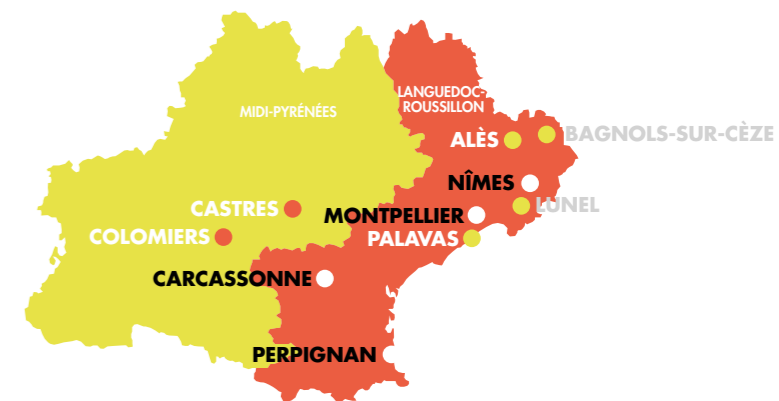 LANGUEDOC-
ROUSSILLON
MIDI-PYRÉNÉES
ALÈS
BAGNOLS-SUR-CÈZE
NÎMES
CASTRES
MONTPELLIER
LUNEL
COLOMIERS
PALAVAS
CARCASSONNE
PERPIGNAN